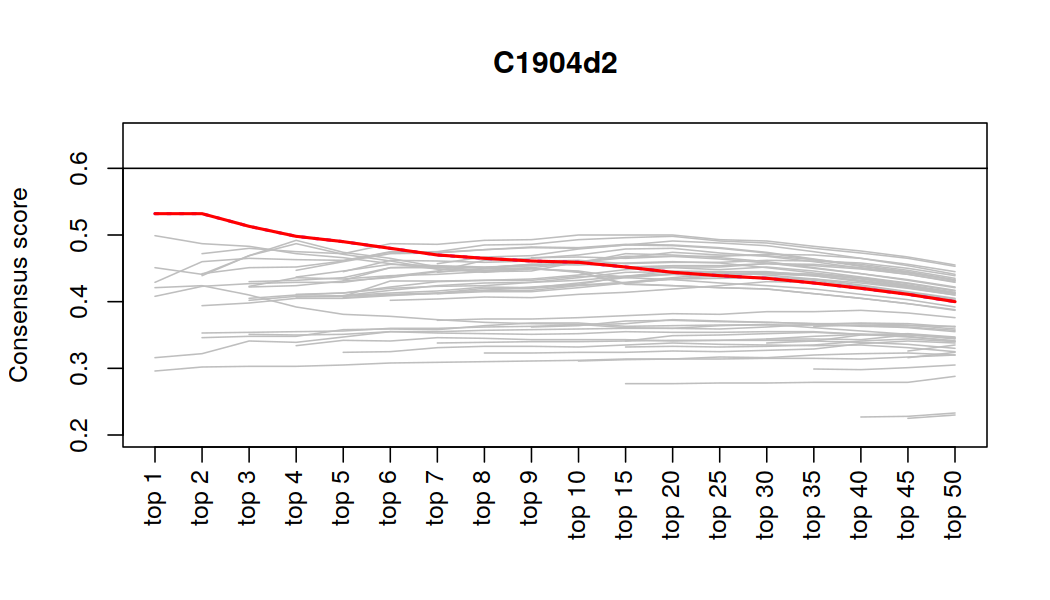 C1904d2
Consensus score
0.6
0.5
0.4
0.3
0.2
top 1
top 2
top 3
top 4
top 5
top 6
top 7
top 8
top 9
top 10
top 15
top 20
top 25
top 30
top 35
top 40
top 45
top 50